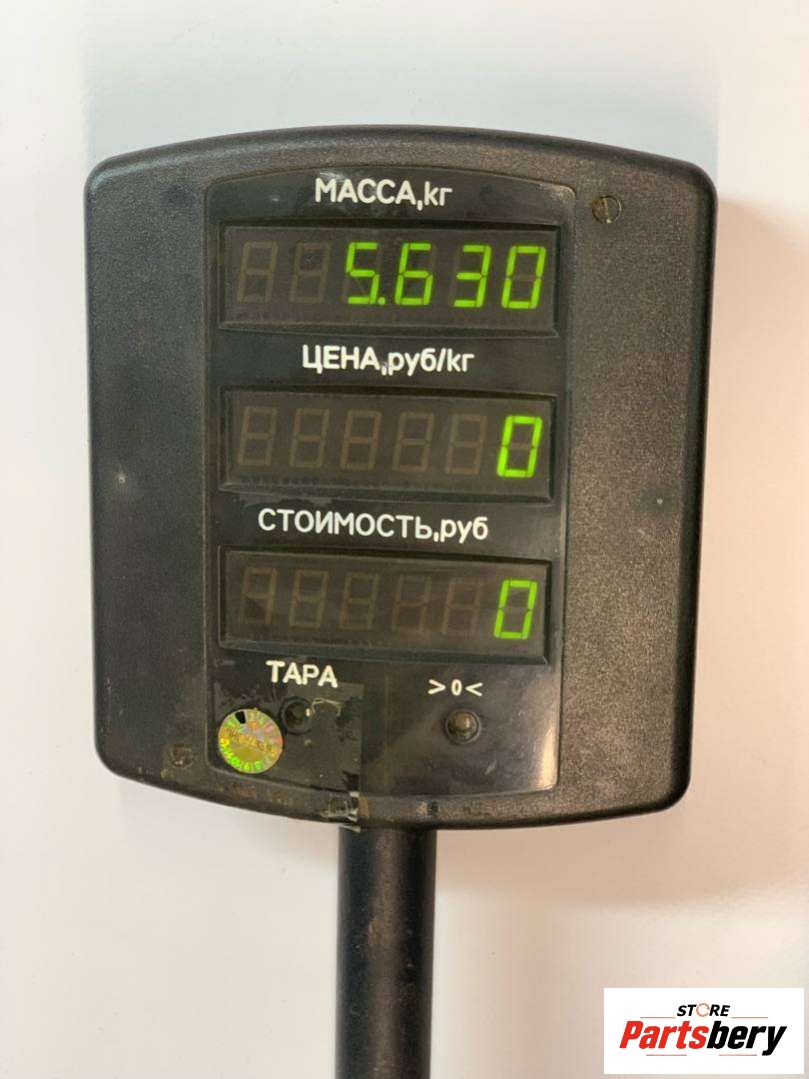 МАССА,кг
5.630
ЦЕНА,руб/кг
0
СТОИМОСТЬ,руб
0
ТАРА
>0<
STORE
Partsbery